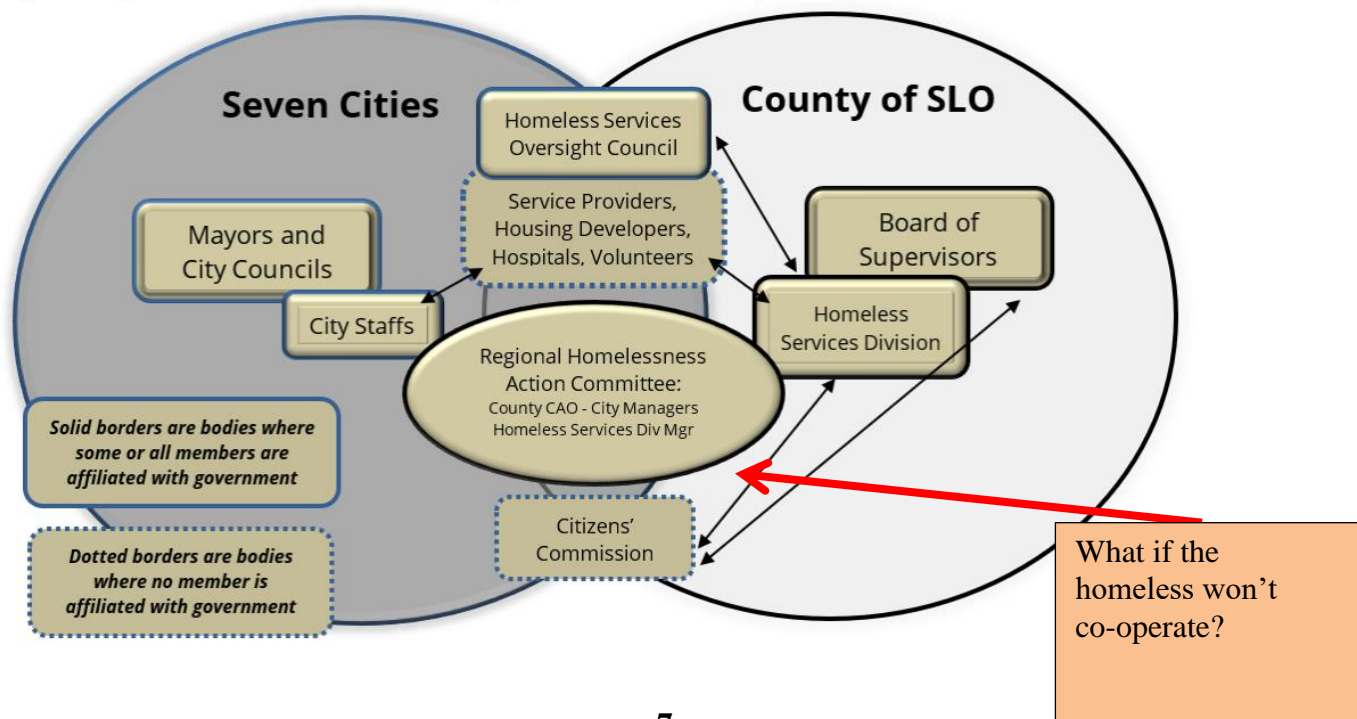 Seven Cities
County of SLO
Homeless Services
Oversight Council
Service Providers,
Housing Developers,
Hospitals, Volunteers
Mayors and
City Councils
City Staffs
Board of
Supervisors
Homeless
Services Division
Regional Homelessness
Action Committee:
County CAO - City Managers
Homeless Services Div Mgr
Solid borders are bodies where
some or all members are
affiliated with government
Citizens’
Commission
Dotted borders are bodies
where no member is
affiliated with government
What if the
homeless won’t
co-operate?